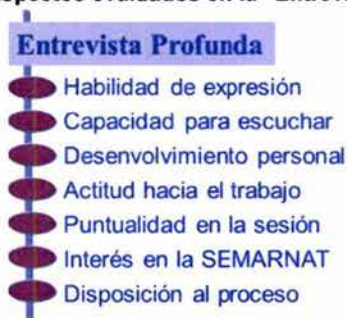 Entrevista Profunda
Habilidad de expresión
Capacidad para escuchar
Desenvolvimiento personal
Actitud hacia el trabajo
Puntualidad en la sesión
Interés en la SEMARNAT
Disposición al proceso